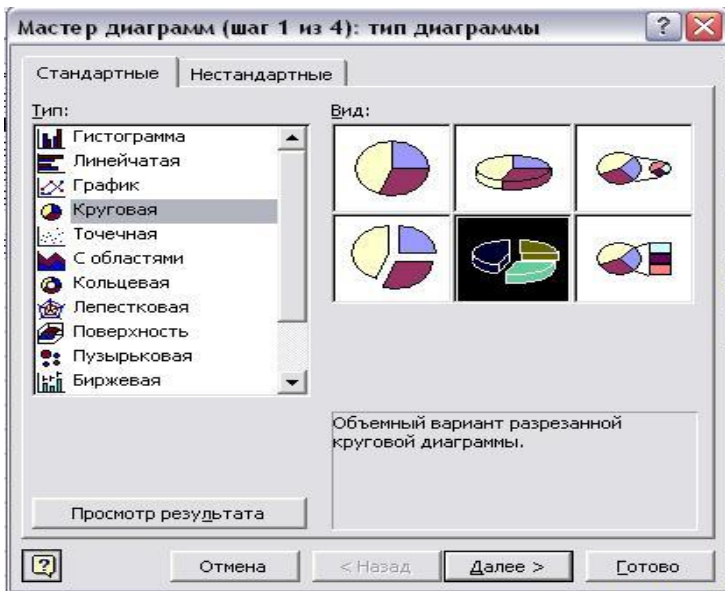 Мастер диаграмм (шаг 1 из 4): тип диаграммы
Стандартные
Нестандартные
Тип:
Гистограмма
Линейчатая
График
Круговая
Точечная
С областями
Кольцевая
Лепестковая
Поверхность
Пузырьковая
Биржевая
Вид:
Объемный вариант разрезанной
круговой диаграммы.
Просмотр результата
Отмена
< Назад
Далее >
Готово